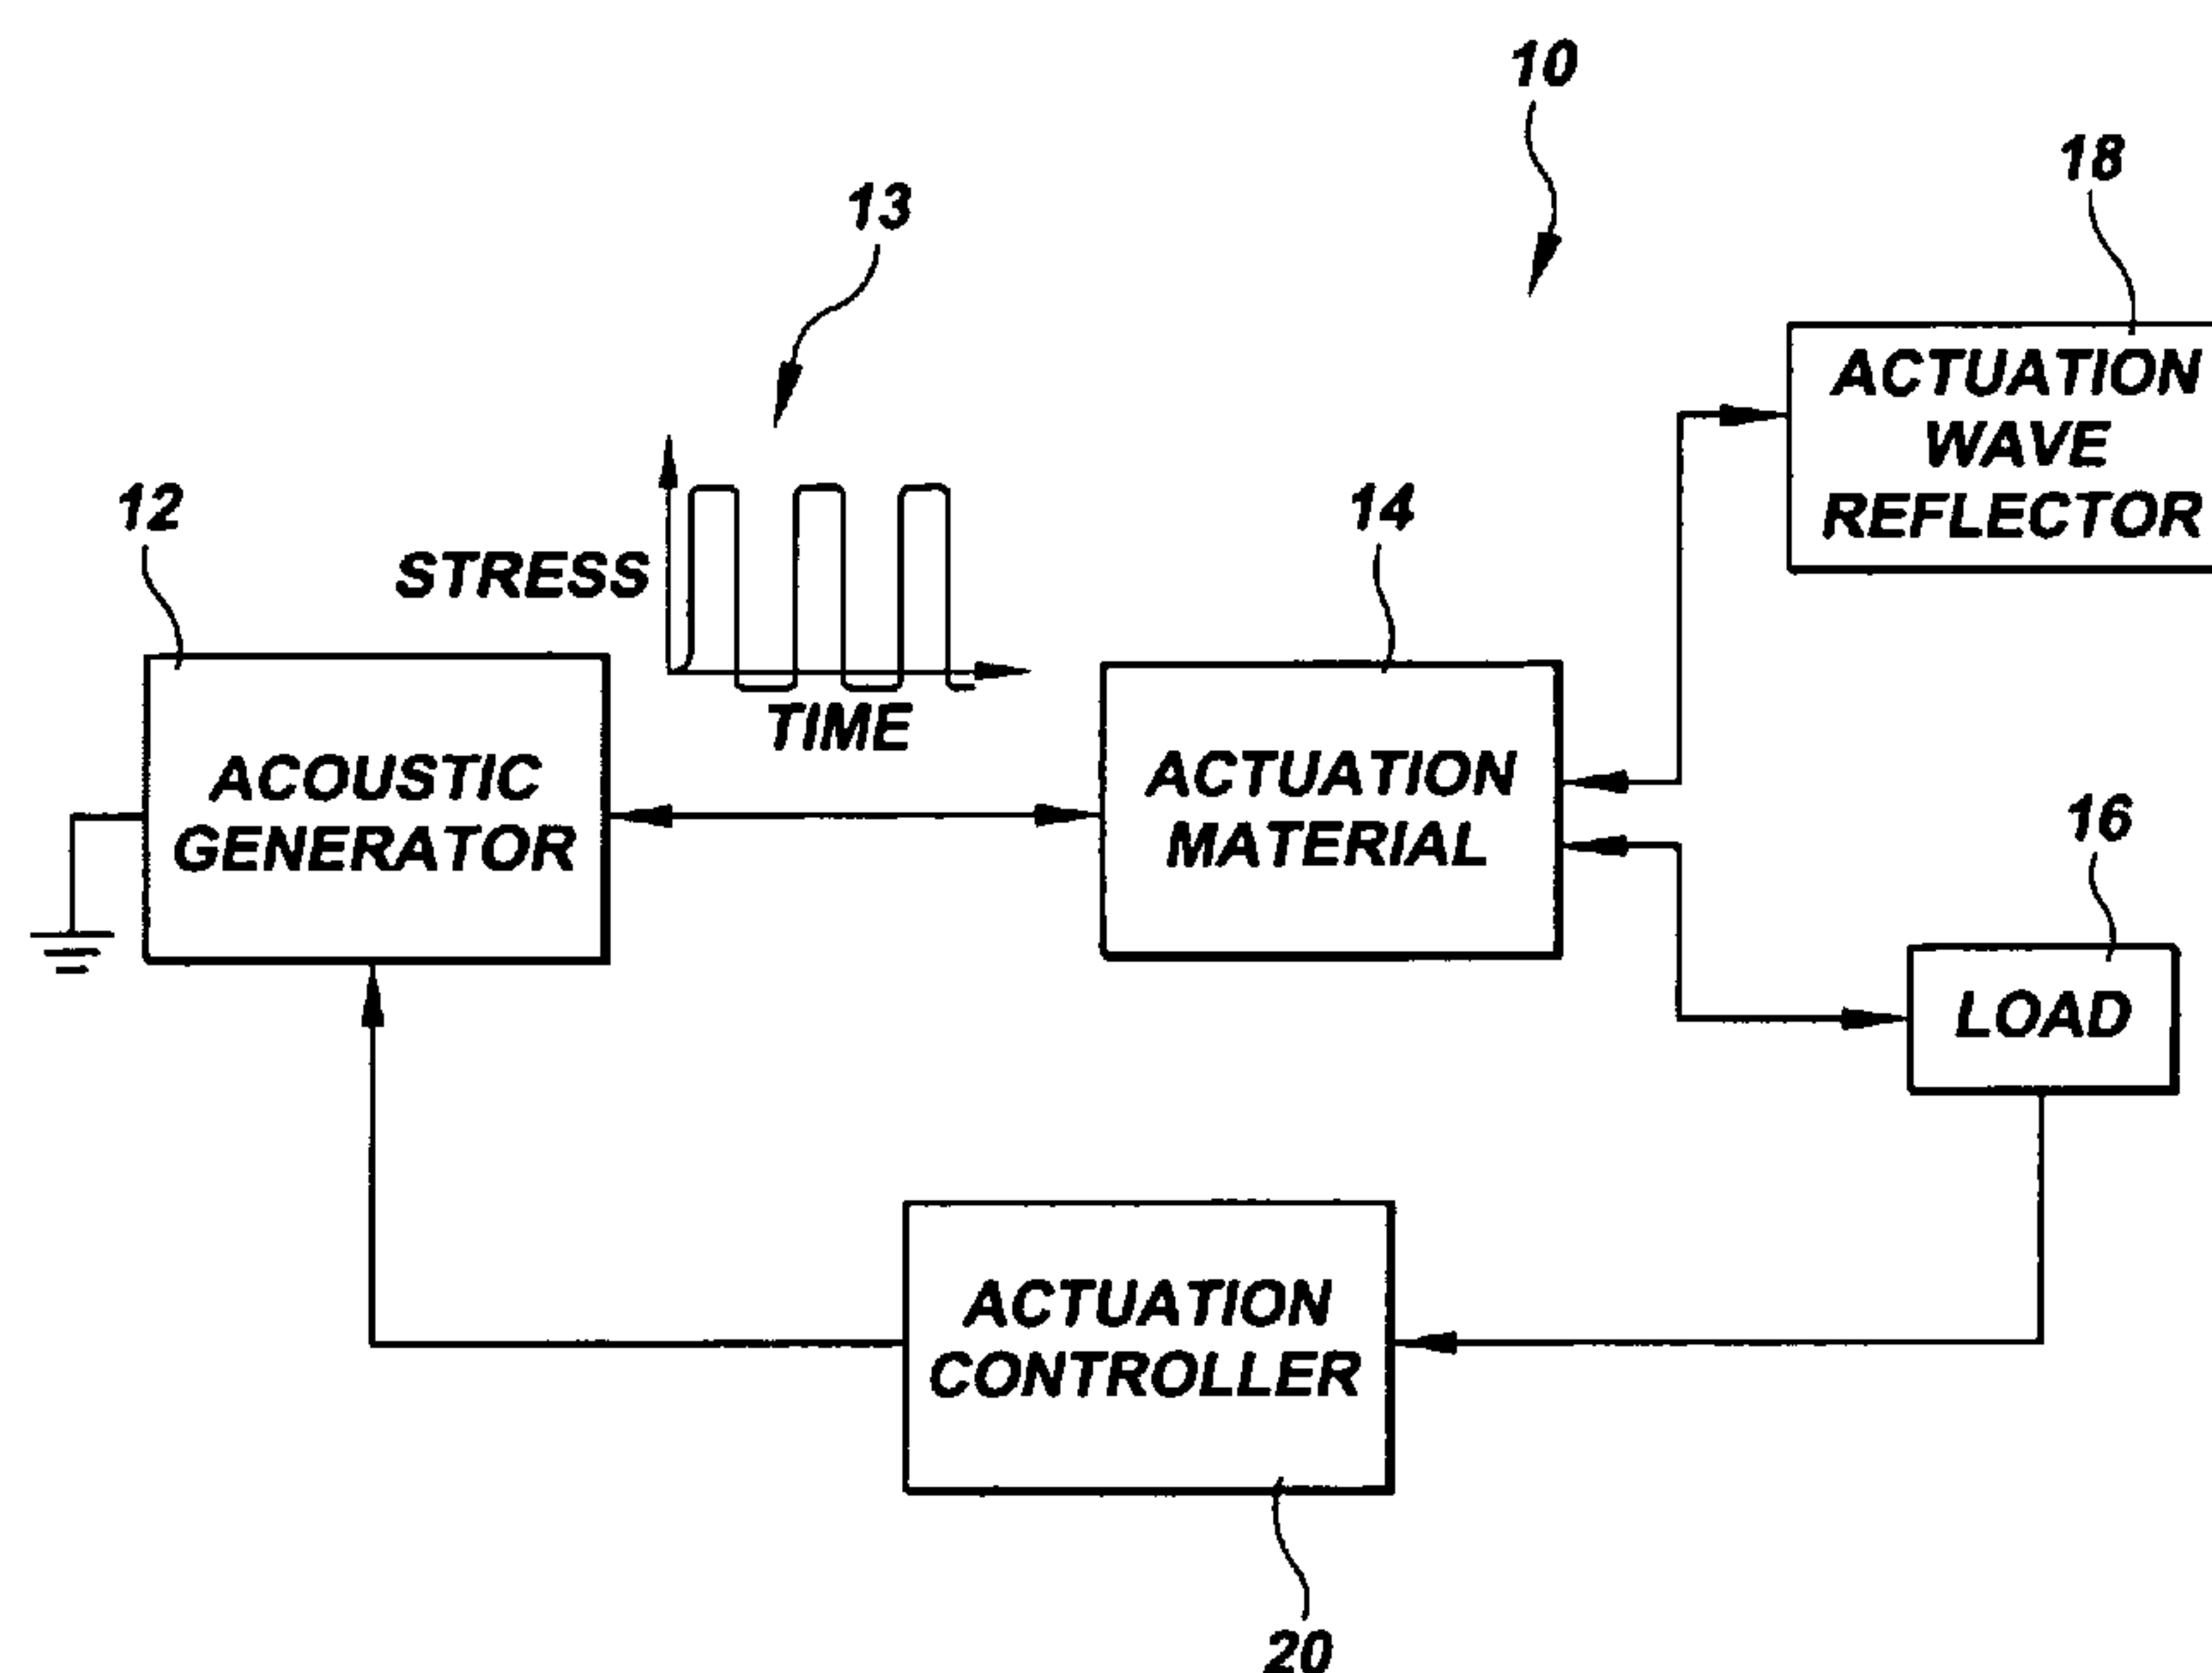 10
18
13
ACTUATION
WAVE
REFLECTOR
12
14
STRESS
TIME
ACOUSTIC
GENERATOR
ACTUATION
MATERIAL
16
LOAD
ACTUATION
CONTROLLER
20